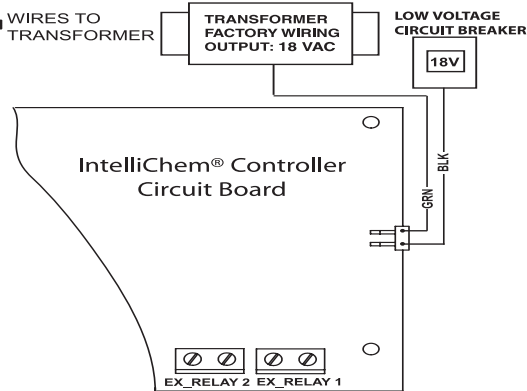 WIRES TO
TRANSFORMER
TRANSFORMER
FACTORY WIRING
OUTPUT: 18 VAC
LOW VOLTAGE
CIRCUIT BREAKER
18V
IntelliChem® Controller
Circuit Board
GRN
BLK
EX_RELAY 2
EX_RELAY 1